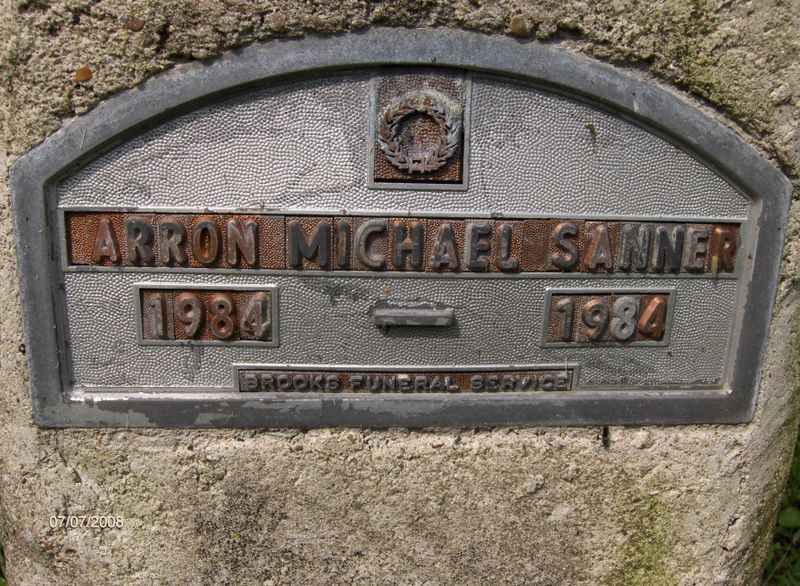 ARRON MICHAEL SANNER
1984 - 1984
BROOKS FUNERAL SERVICE
07/07/2008